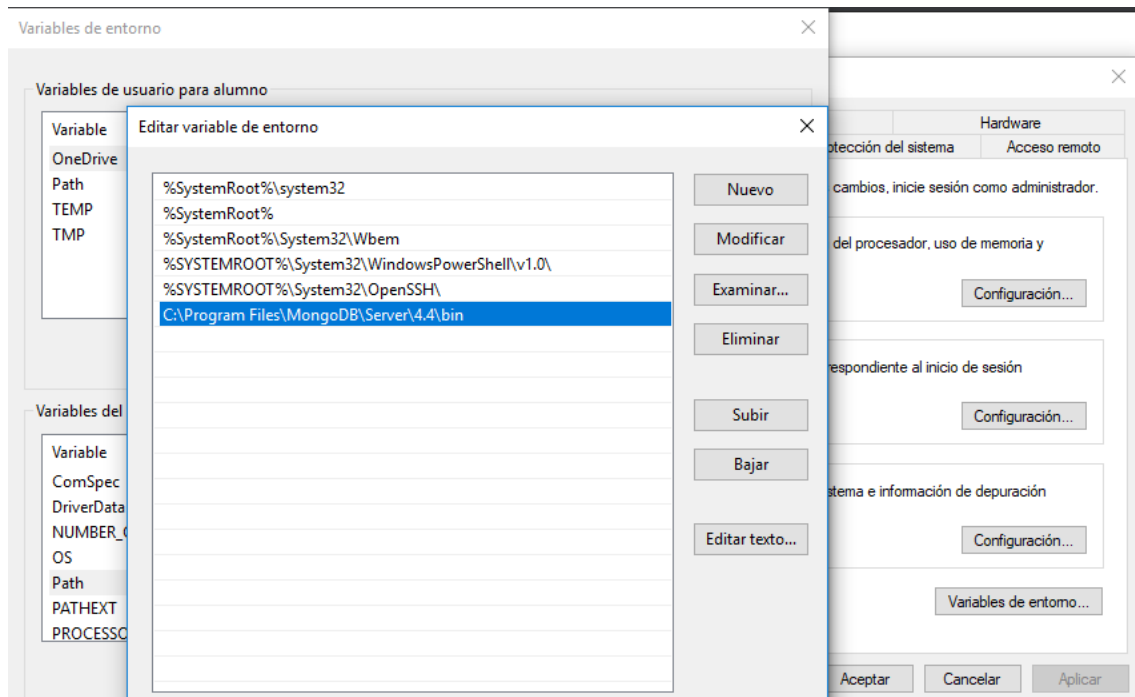 Variables de entorno
Variables de usuario para alumno
Variable
OneDrive
Path
TEMP
TMP
Variables del
Variable
ComSpec
DriverData
OS
Path
PATHEXT
Editar variable de entorno
%SystemRoot%\system32
%SystemRoot%
%SystemRoot%\System32\Wbem
%SYSTEMROOT%\System32\WindowsPowerShell\v1.0\
%SYSTEMROOT%\System32\OpenSSH\
C:\Program Files\MongoDB\Server\4.4\bin
Nuevo
Modificar
Examinar...
Eliminar
Subir
Bajar
Editar texto...
Hardware
del sistema
Acceso remoto
cambios, inicie sesión como administrador.
del procesador, uso de memoria y
Configuración...
al inicio de sesión
Configuración...
e información de depuración
Configuración...
Variables de entorno...
Aceptar
Cancelar
Aplicar